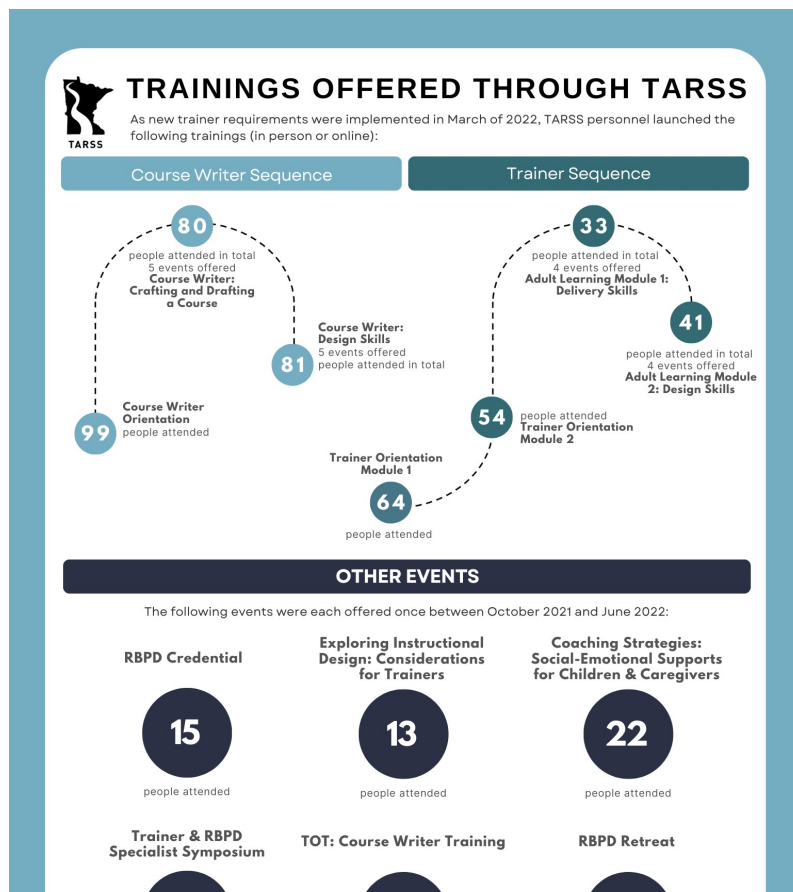 TRAININGS OFFERED THROUGH TARSS
TARSS
As new trainer requirements were implemented in March of 2022, TARSS personnel launched the
following trainings (in person or online):
Course Writer Sequence
99
Course Writer
Orientation
people attended
80
people attended in total
5 events offered
Course Writer:
Crafting and Drafting
a Course
81
Course Writer:
Design Skills
5 events offered
people attended in total
Trainer Sequence
Trainer Orientation
Module 1
64
people attended
54
people attended
Trainer Orientation
Module 2
33
people attended in total
4 events offered
Adult Learning Module 1:
Delivery Skills
41
people attended in total
4 events offered
Adult Learning Module
2: Design Skills
OTHER EVENTS
The following events were each offered once between October 2021 and June 2022:
RBPD Credential
15
people attended
Exploring Instructional
Design: Considerations
for Trainers
13
people attended
Coaching Strategies:
Social-Emotional Supports
for Children & Caregivers
22
people attended
Trainer & RBPD
Specialist Symposium
TOT: Course Writer Training
RBPD Retreat